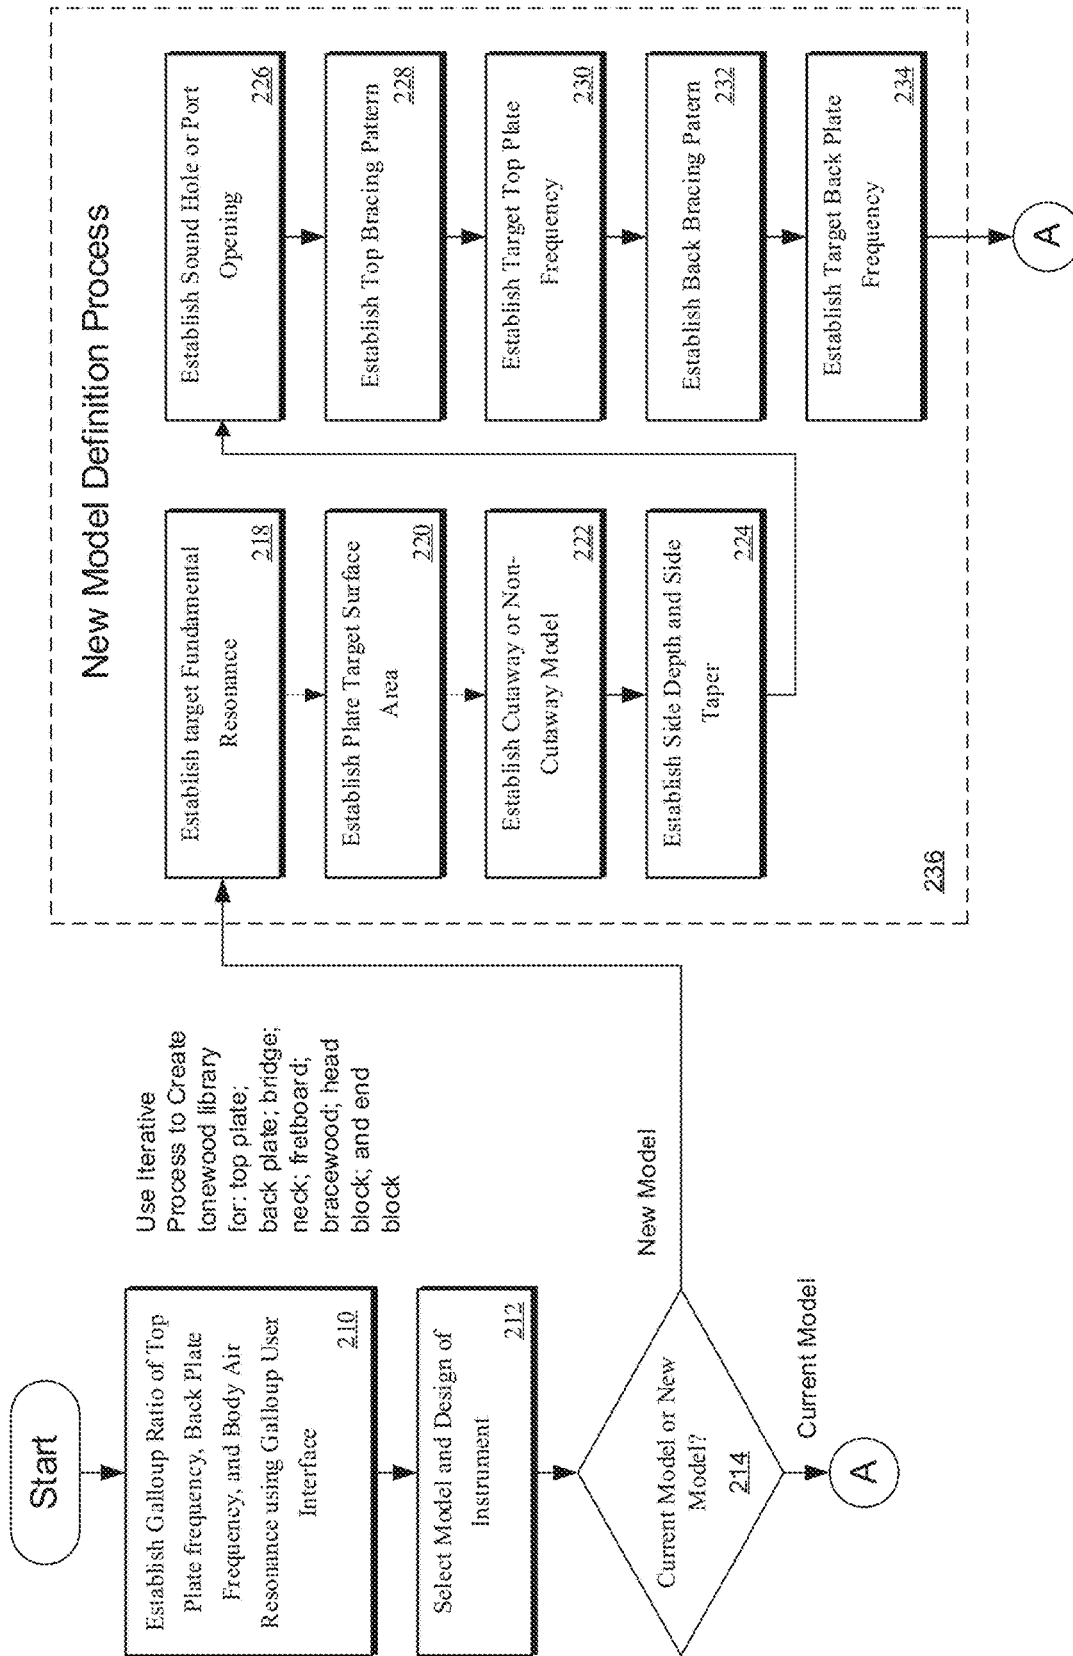 Start
Establish Galloup Ratio of Top
Plate frequency, Back Plate
Frequency, and Body Air
Resonance using Galloup User
Interface
210
Use Iterative
Process to Create
tonewood library
for: top plate;
back plate; bridge;
neck; fretboard;
bracewood; head
block; and end
block
Select Model and Design of
Instrument
212
Current Model or New
Model?
214
New Model
Current Model
A
New Model Definition Process
Establish target Fundamental
Resonance
218
Establish Plate Target Surface
Area
220
Establish Cutaway or Non-
Cutaway Model
222
Establish Side Depth and Side
Taper
224
Establish Sound Hole or Port
Opening
226
Establish Top Bracing Pattern
228
Establish Target Top Plate
Frequency
230
Establish Back Bracing Patern
232
Establish Target Back Plate
Frequency
234
236
A